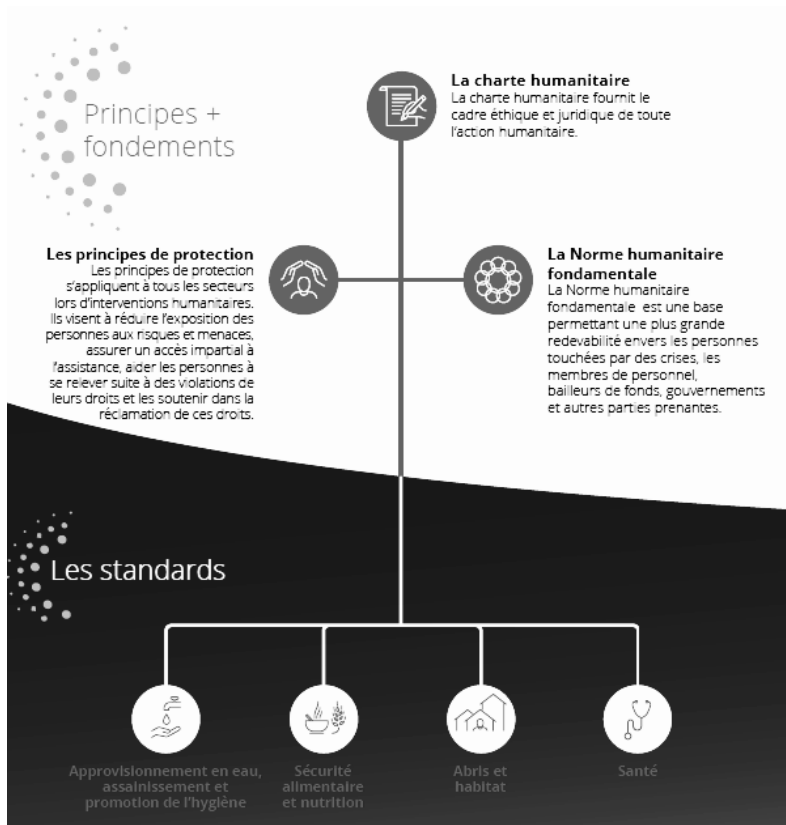 Principes +
fondements
La charte humanitaire
La charte humanitaire fournit le
cadre éthique et juridique de toute
l'action humanitaire.
Les principes de protection
Les principes de protection
s'appliquent à tous les secteurs
lors d'interventions humanitaires.
Ils visent à réduire l'exposition des
personnes aux risques et menaces,
assurer un accès impartial à
l'assistance, aider les personnes à
se relever suite à des violations de
leurs droits et les soutenir dans la
réclamation de ces droits.
La Norme humanitaire
fondamentale
La Norme humanitaire
fondamentale est une base
permettant une plus grande
redevabilité envers les personnes
touchées par des crises, les
membres de personnel,
bailleurs de fonds, gouvernements
et autres parties prenantes.
Les standards
Approvisionnement en eau,
assainissement et
promotion de l'hygiène
Sécurité
alimentaire
et nutrition
Abris et
habitat
Santé